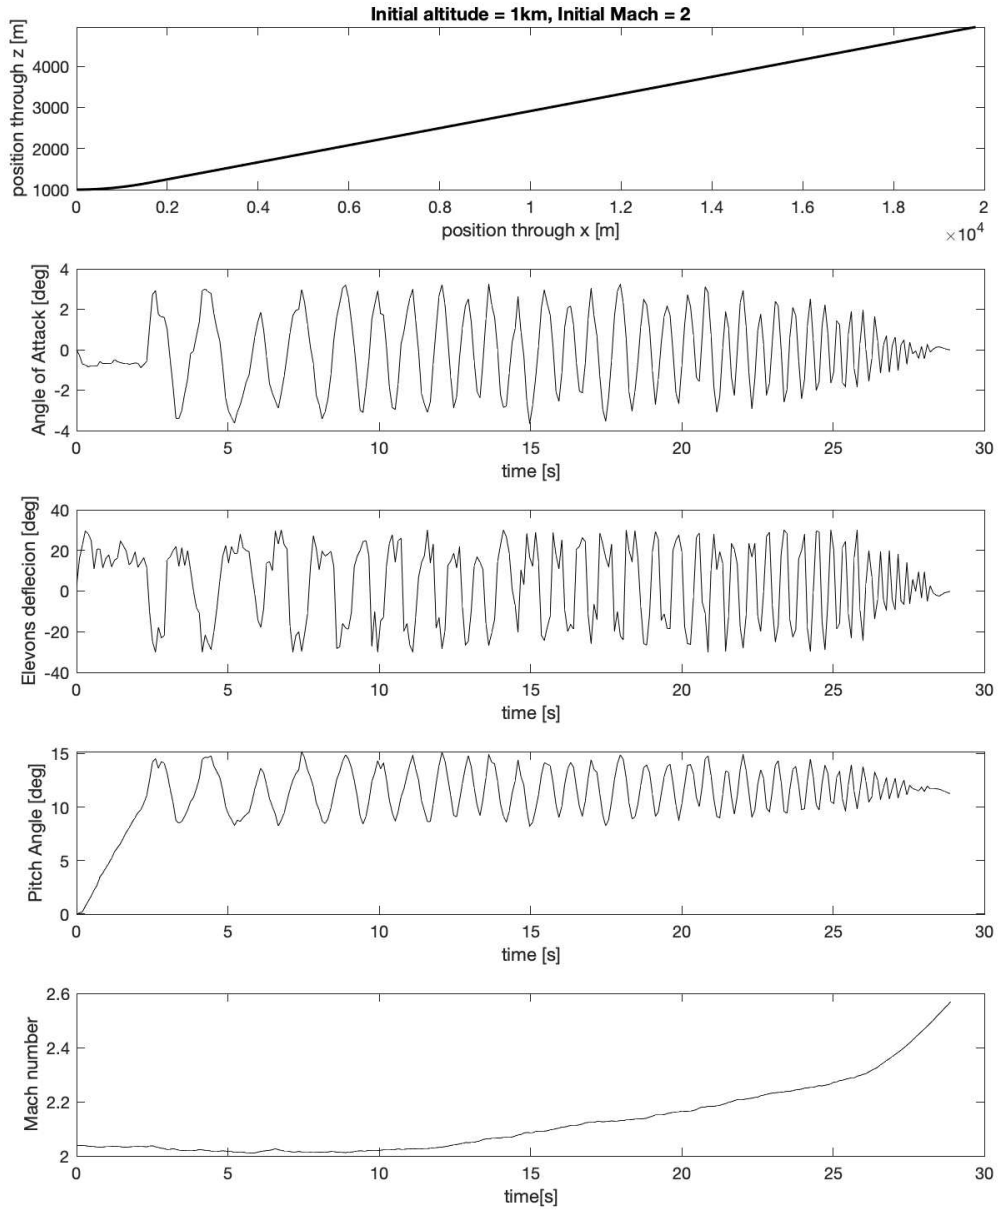 Initial altitude = 1km, Initial Mach = 2
position through z [m]
4000
3000
2000
1000
0 0.2 0.4 0.6 0.8 1 1.2 1.4 1.6 1.8 2
position through x [m]
×10^4
Angle of Attack [deg]
4
2
0
-2
-4
0 5 10 15 20 25 30
time [s]
Elevons deflecion [deg]
40
20
0
-20
-40
0 5 10 15 20 25 30
time [s]
Pitch Angle [deg]
15
10
5
0
0 5 10 15 20 25 30
time [s]
Mach number
2.6
2.4
2.2
2
0 5 10 15 20 25 30
time[s]